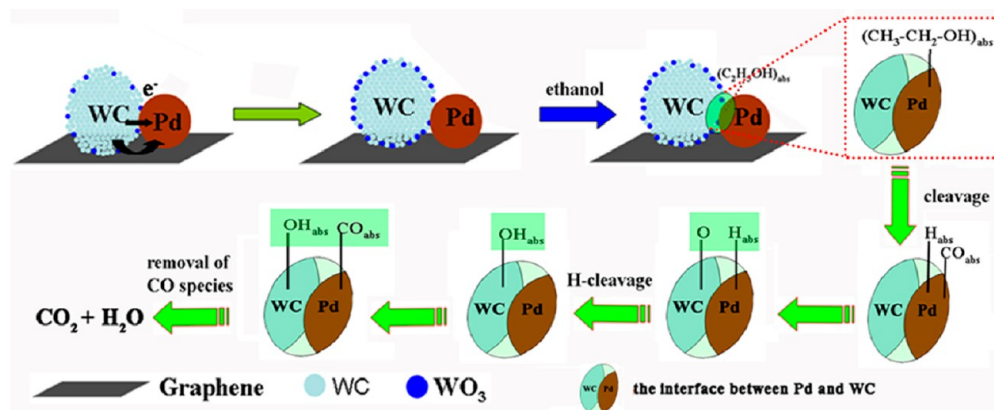 e-
WC
Pd
WC
Pd
ethanol
(C2H5OH)abs
WC
Pd
(CH3-CH2-OH)abs
WC
Pd
cleavage
Habs
COabs
WC
Pd
O
Habs
WC
Pd
H-cleavage
OHabs
WC
Pd
OHabs
COabs
WC
Pd
removal of
CO species
CO2 + H2O
Graphene
WC
WO3
WC
Pd
the interface between Pd and WC